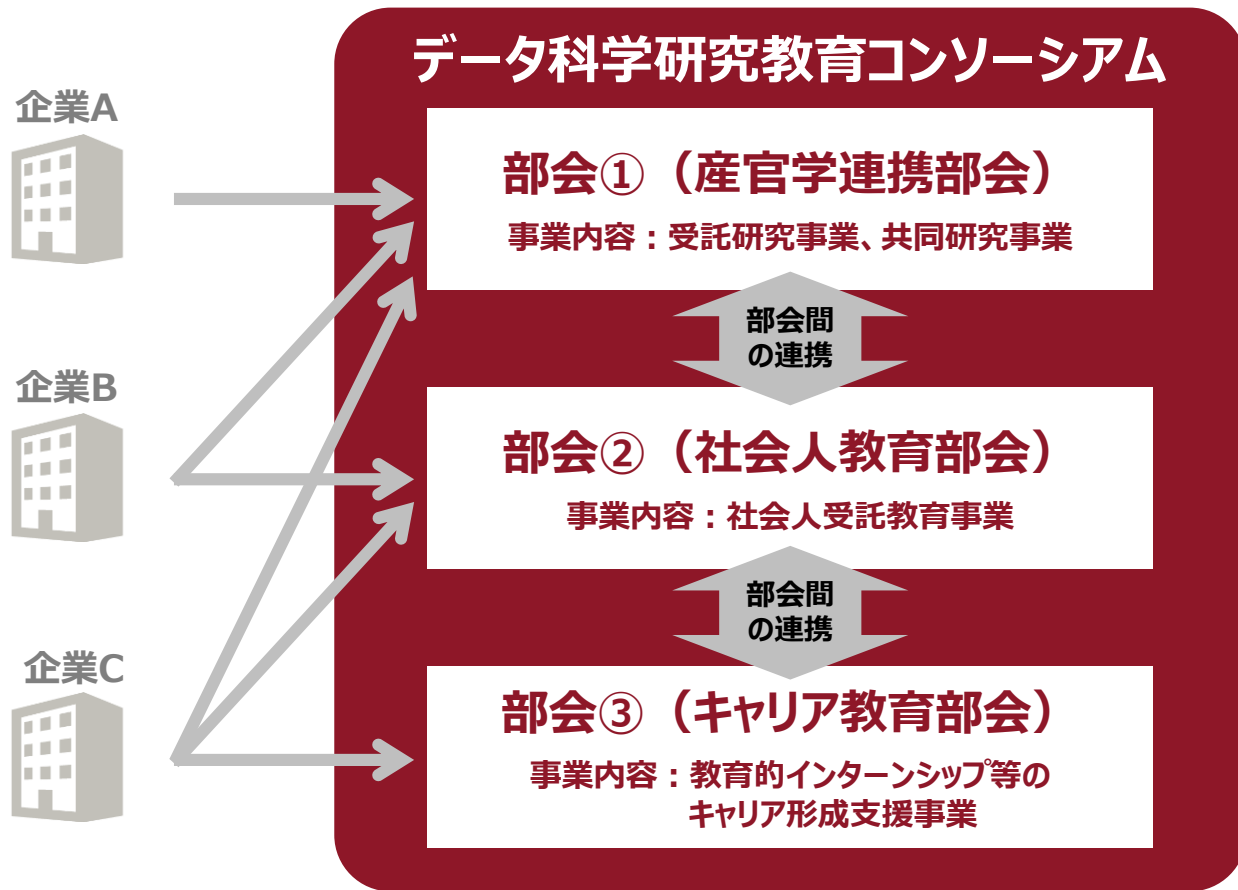 データ科学研究教育コンソーシアム
企業A
部会①（産官学連携部会）
事業内容：受託研究事業、共同研究事業
部会間
の連携
企業B
部会②（社会人教育部会）
事業内容：社会人受託教育事業
部会間
の連携
企業C
部会③（キャリア教育部会）
事業内容：教育的インターンシップ等の
キャリア形成支援事業